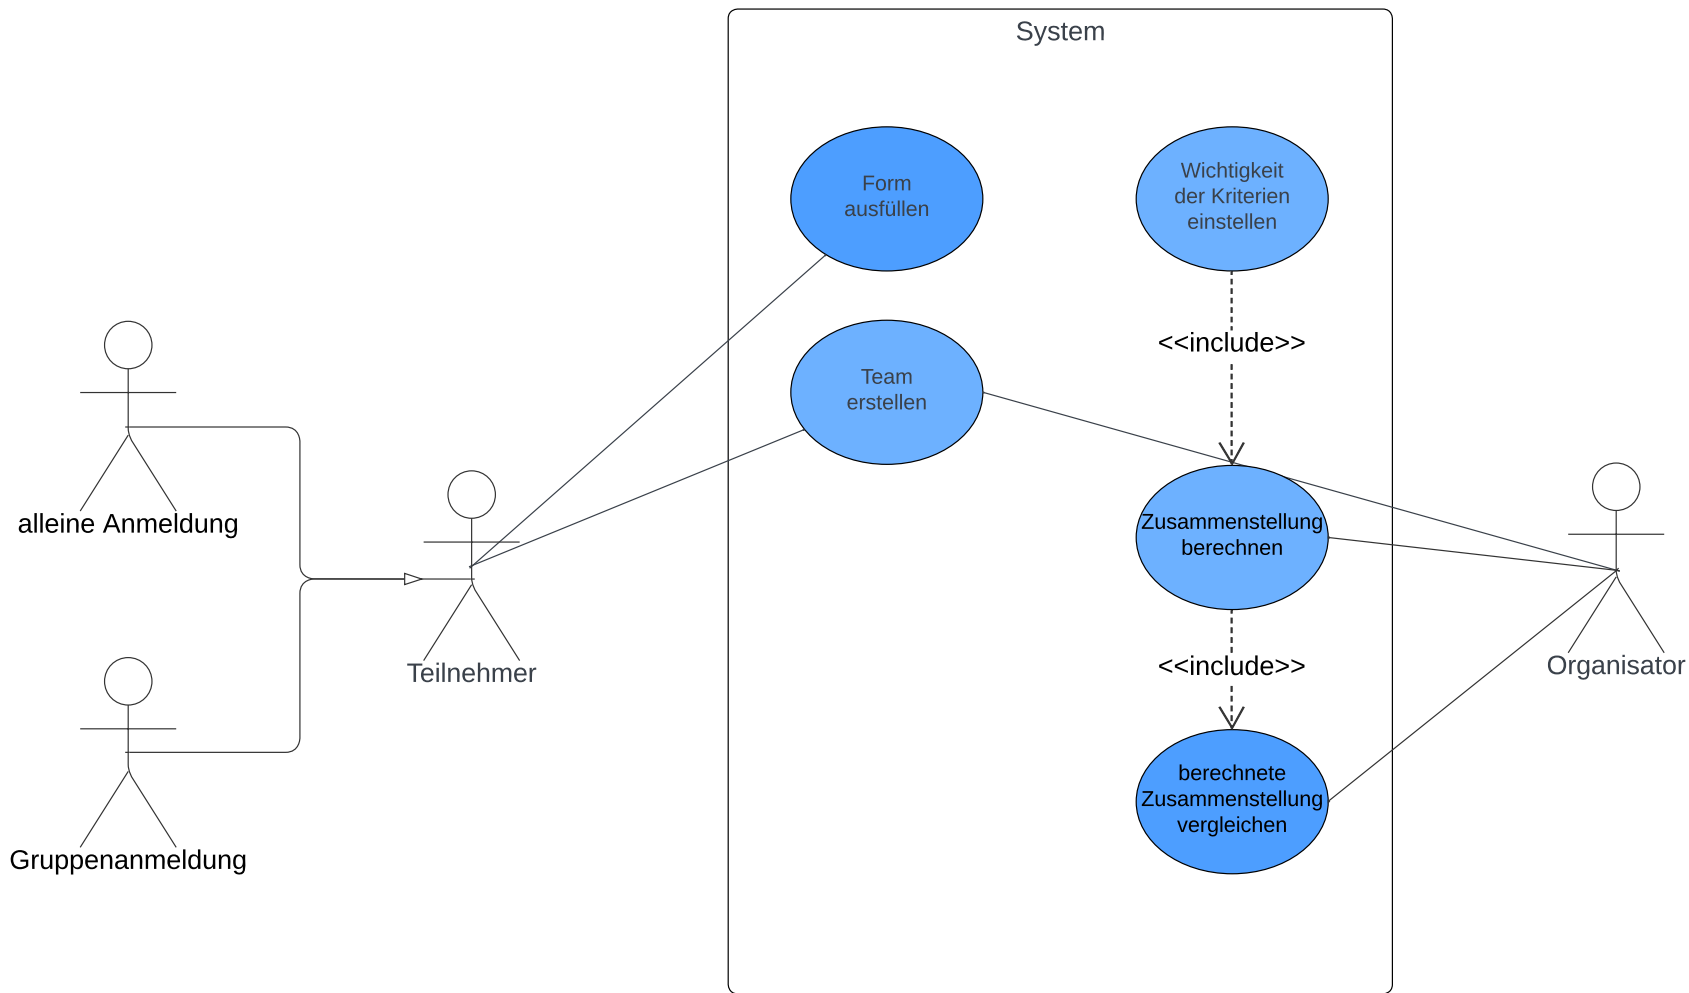 System
Form
ausfüllen
Wichtigkeit
der Kriterien
einstellen
<<include>>
Team
erstellen
alleine Anmeldung
Zusammenstellung
berechnen
<<include>>
Teilnehmer
Organisator
berechnete
Zusammenstellung
vergleichen
Gruppenanmeldung